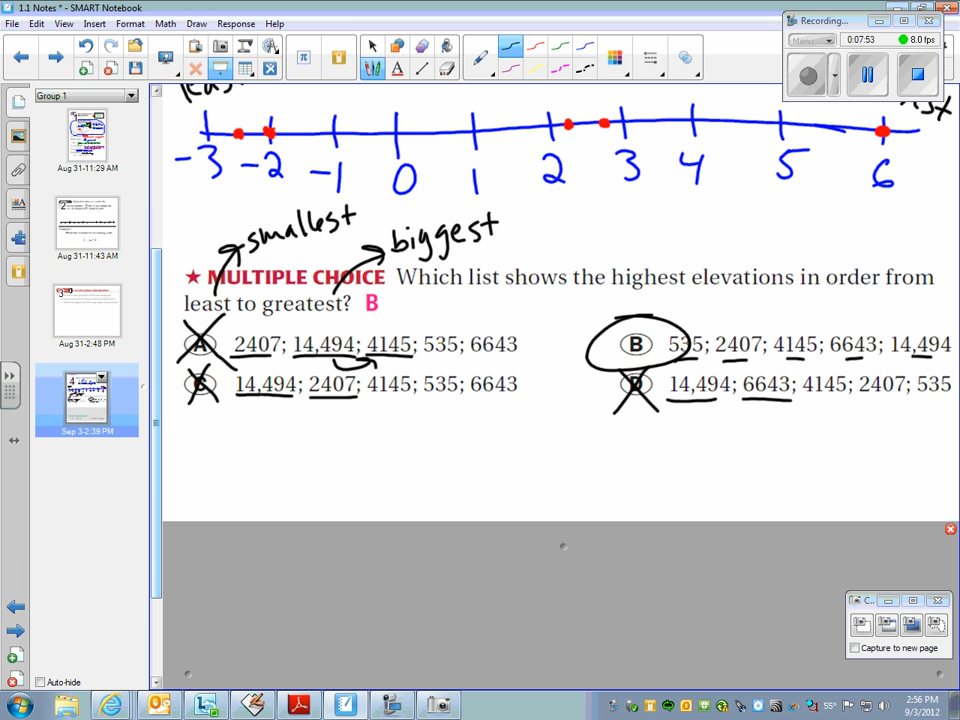 1.1 Notes * - SMART Notebook
File Edit View Insert Format Math Draw Response Help
Recording...
Menu
0:07:53
8.0 fps
Group 1
Aug 31-11:29 AM
Aug 31-11:43 AM
Aug 31-2:48 PM
Sep 3-2:39 PM
-3 -2 -1 0 1 2 3 4 5 6
smallest biggest
★ MULTIPLE CHOICE Which list shows the highest elevations in order from
least to greatest? B
A 2407; 14,494; 4145; 535; 6643
B 535; 2407; 4145; 6643; 14,494
C 14,494; 2407; 4145; 535; 6643
D 14,494; 6643; 4145; 2407; 535
C..
Capture to new page
Auto-hide
55°
2:56 PM
9/3/2012